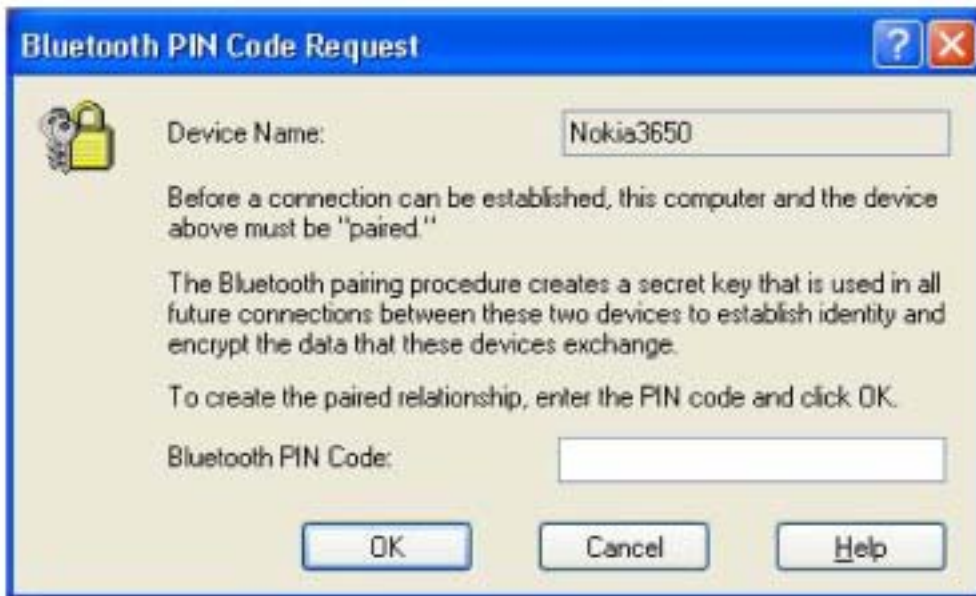 Bluetooth PIN Code Request
Device Name: Nokia3650
Before a connection can be established, this computer and the device
above must be "paired."
The Bluetooth pairing procedure creates a secret key that is used in all
future connections between these two devices to establish identity and
encrypt the data that these devices exchange.
To create the paired relationship, enter the PIN code and click OK.
Bluetooth PIN Code:
OK Cancel Help